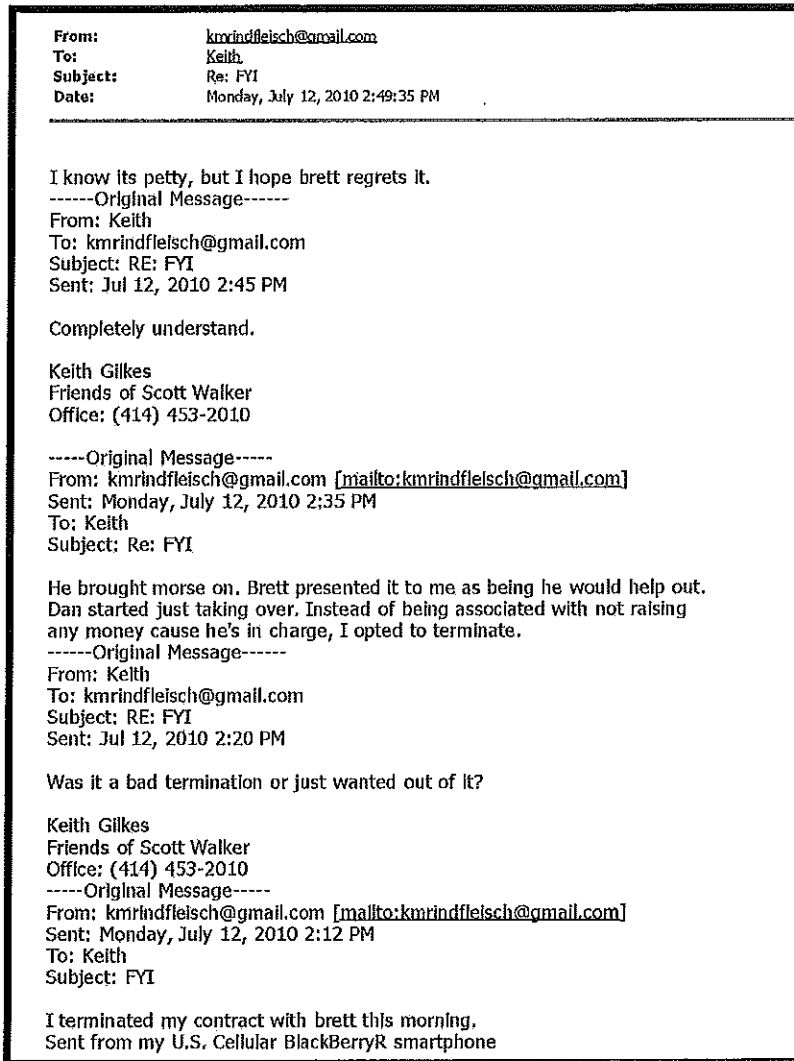 From: kmrindfleisch@gmail.com
To: Keith
Subject: Re: FYI
Date: Monday, July 12, 2010 2:49:35 PM
I know its petty, but I hope brett regrets it.
------Original Message------
From: Keith
To: kmrindfleisch@gmail.com
Subject: RE: FYI
Sent: Jul 12, 2010 2:45 PM
Completely understand.
Keith Gilkes
Friends of Scott Walker
Office: (414) 453-2010
-----Original Message-----
From: kmrindfleisch@gmail.com [mailto:kmrindfleisch@gmail.com]
Sent: Monday, July 12, 2010 2:35 PM
To: Keith
Subject: Re: FYI
He brought morse on. Brett presented it to me as being he would help out.
Dan started just taking over. Instead of being associated with not raising
any money cause he's in charge, I opted to terminate.
------Original Message------
From: Keith
To: kmrindfleisch@gmail.com
Subject: RE: FYI
Sent: Jul 12, 2010 2:20 PM
Was it a bad termination or just wanted out of it?
Keith Gilkes
Friends of Scott Walker
Office: (414) 453-2010
-----Original Message-----
From: kmrindfleisch@gmail.com [mailto:kmrindfleisch@gmail.com]
Sent: Monday, July 12, 2010 2:12 PM
To: Keith
Subject: FYI
I terminated my contract with brett this morning.
Sent from my U.S. Cellular BlackBerryR smartphone